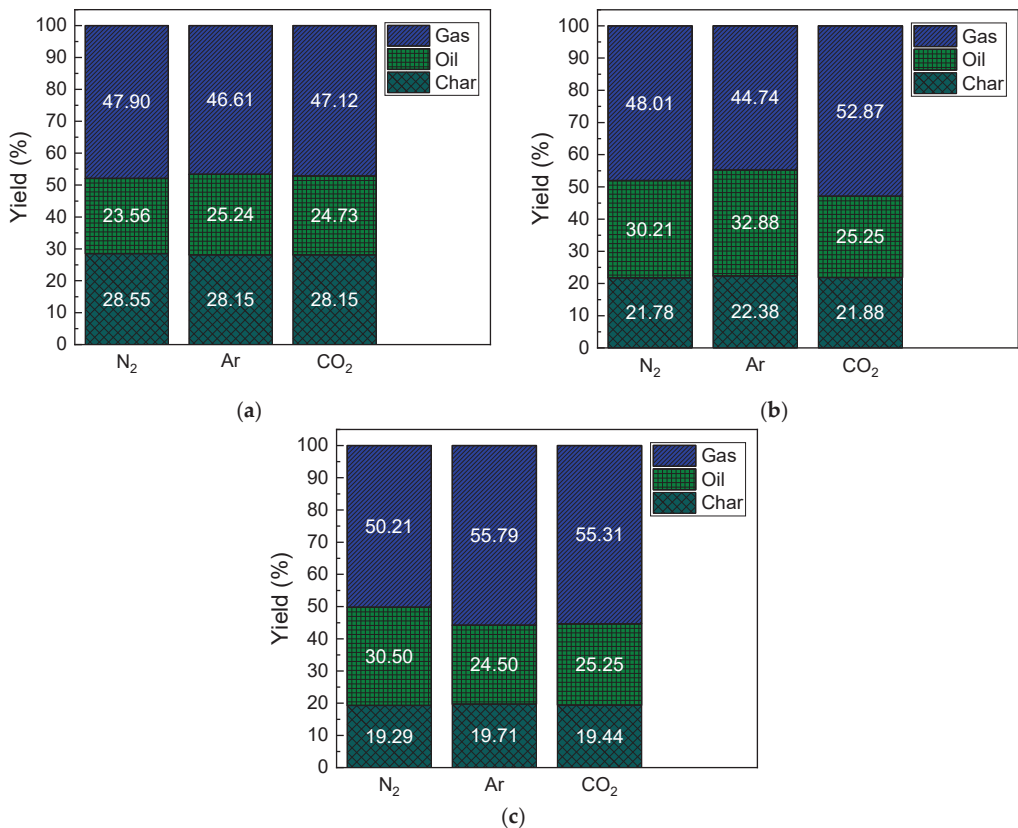 100
90
80
70
60
50
40
30
20
10
0
Yield (%)
47.90
46.61
47.12
23.56
25.24
24.73
28.55
28.15
28.15
N₂
Ar
CO₂
Gas
Oil
Char
(a)
100
90
80
70
60
50
40
30
20
10
0
Yield (%)
48.01
44.74
52.87
30.21
32.88
25.25
21.78
22.38
21.88
N₂
Ar
CO₂
Gas
Oil
Char
(b)
100
90
80
70
60
50
40
30
20
10
0
Yield (%)
50.21
55.79
55.31
30.50
24.50
25.25
19.29
19.71
19.44
N₂
Ar
CO₂
Gas
Oil
Char
(c)